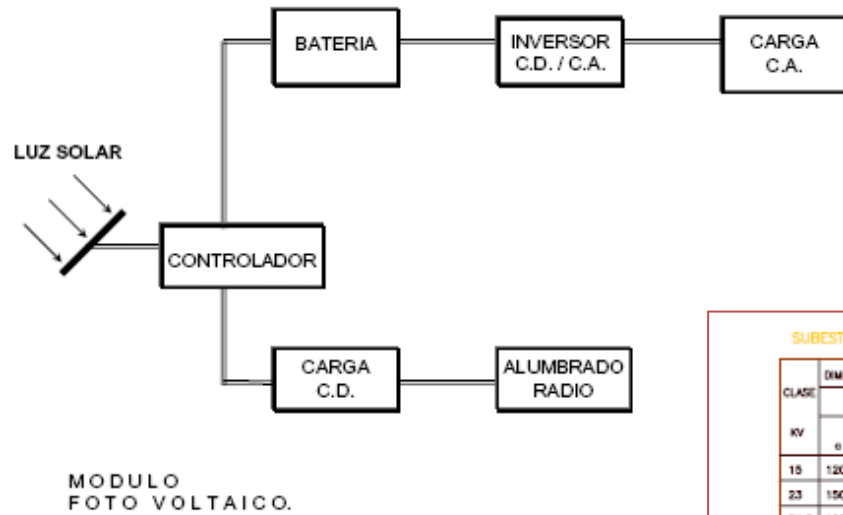 BATERIA
INVERSOR
C.D. / C.A.
CARGA
C.A.
LUZ SOLAR
CONTROLADOR
CARGA
C.D.
ALUMBRADO
RADIO
MODULO
FOTO VOLTAICO.
CLASE
KV
15
23